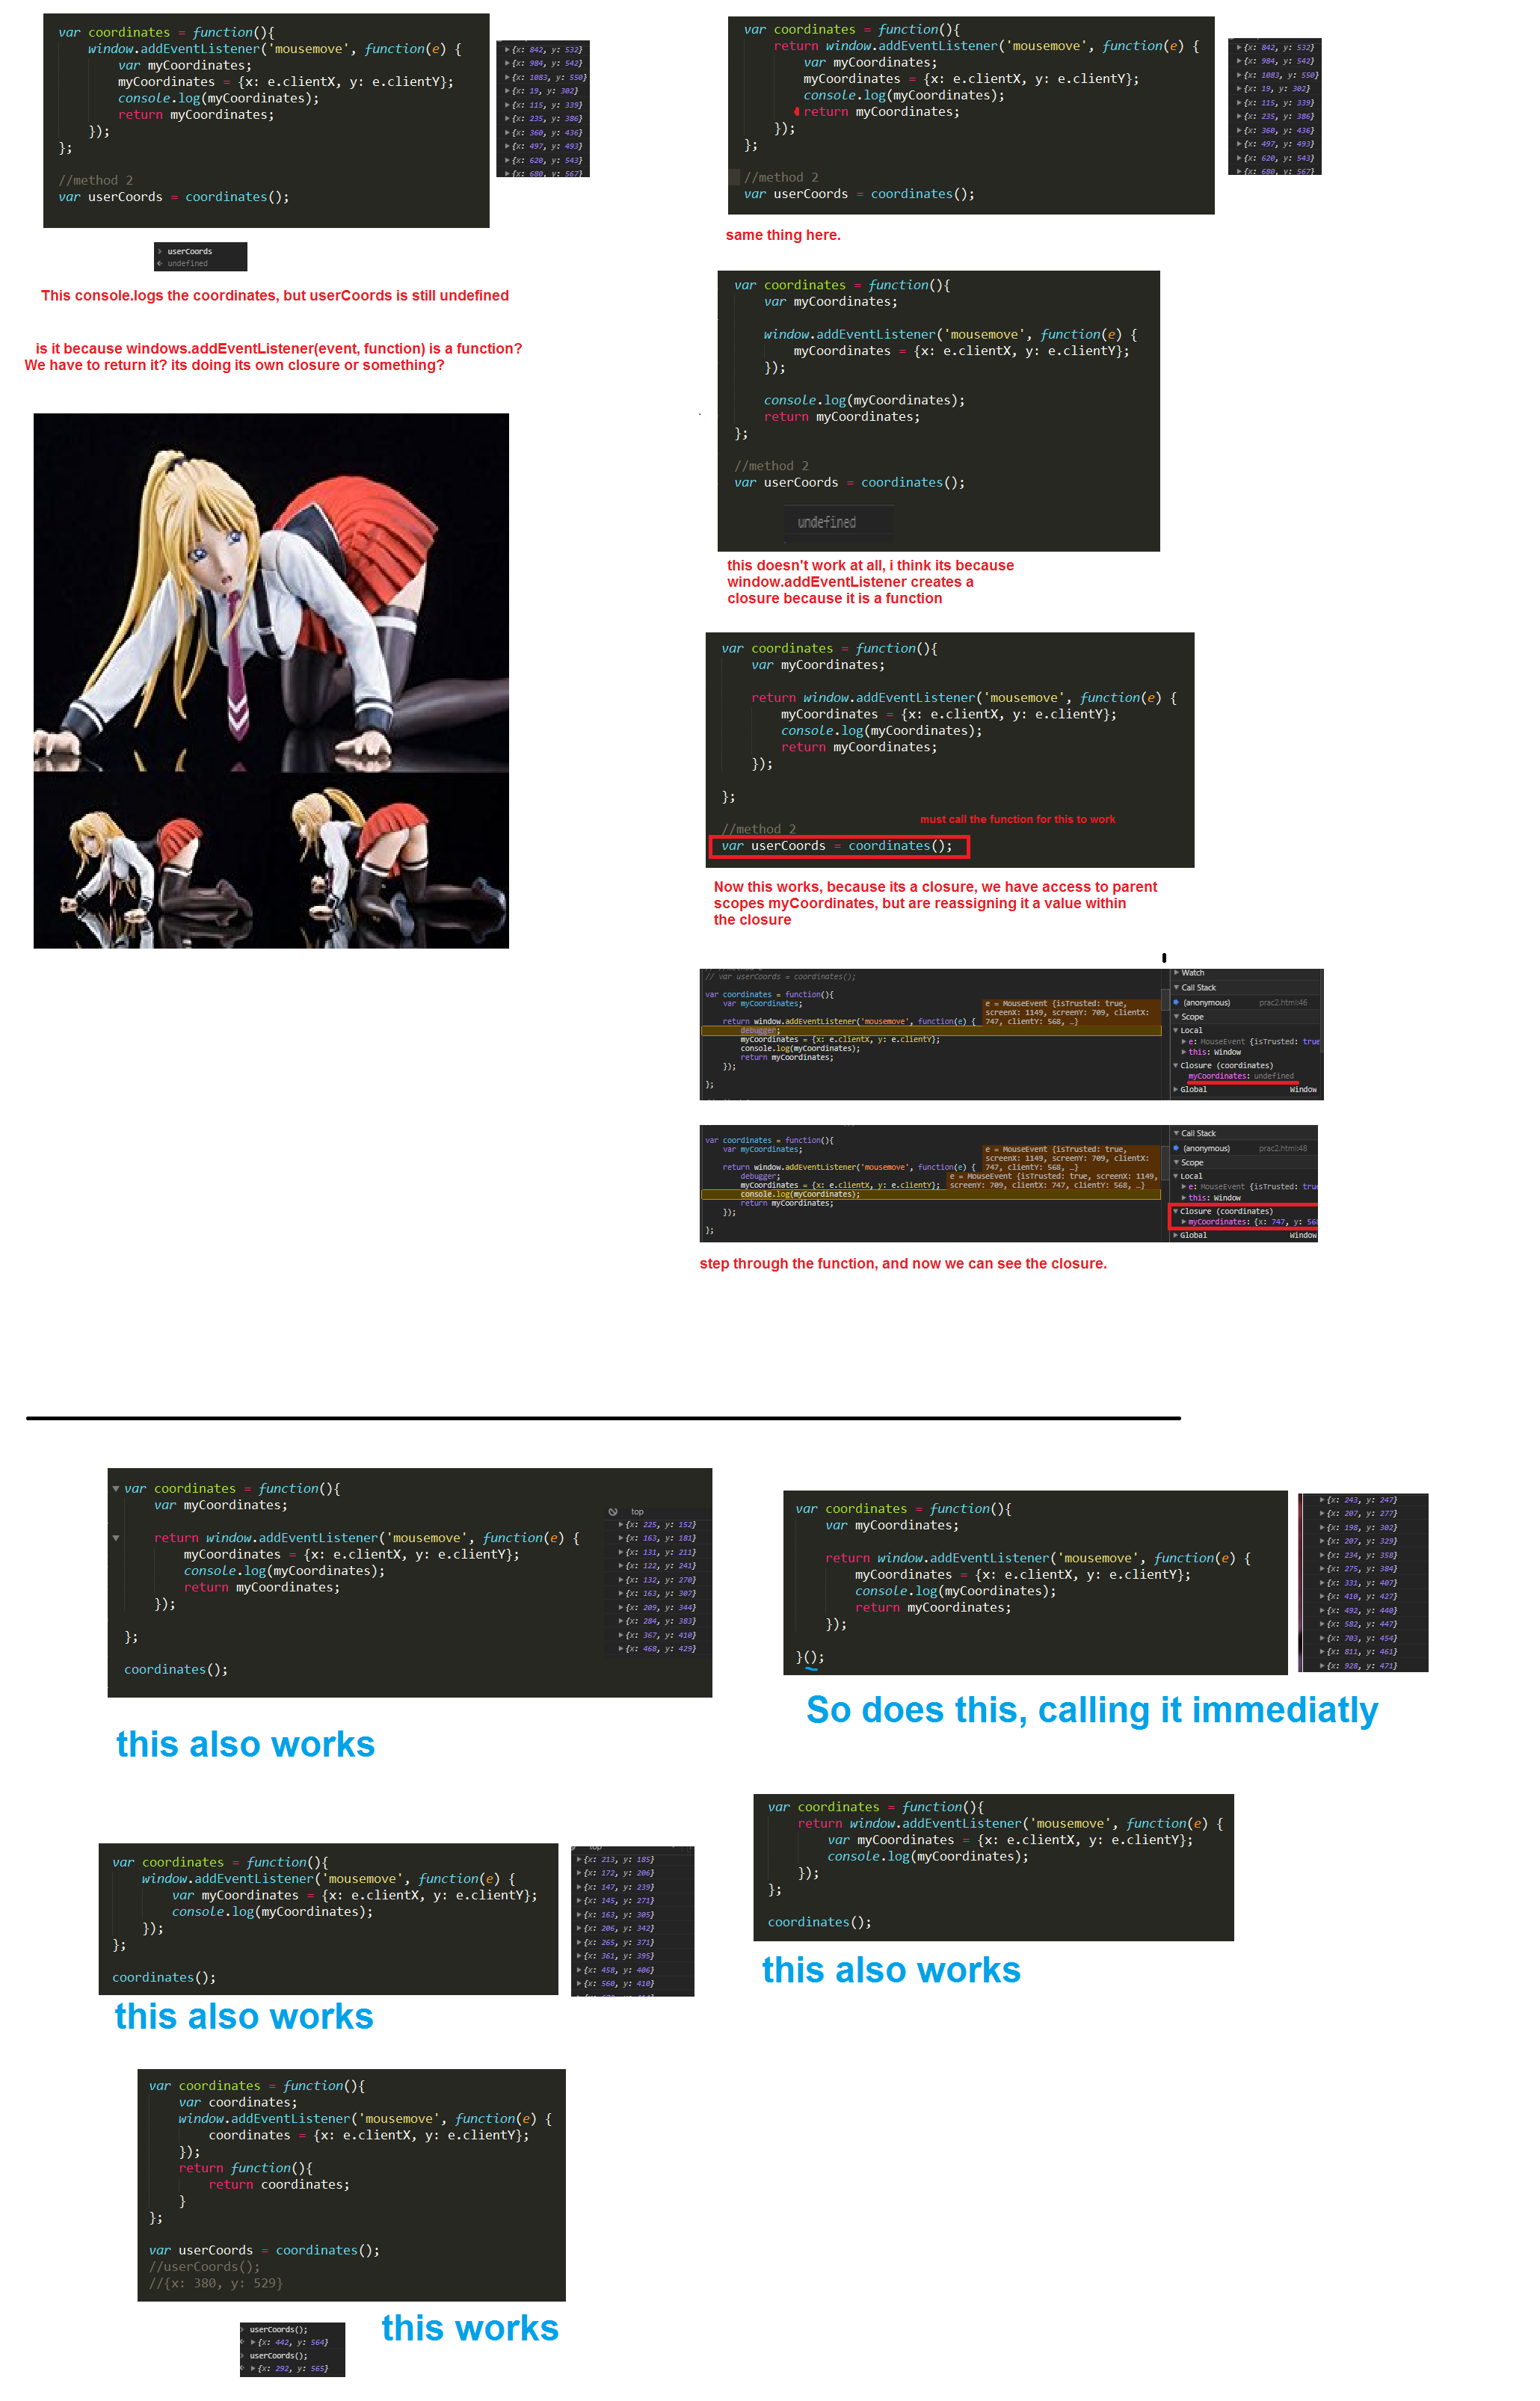 var coordinates = function(){
window.addEventListener('mousemove', function(e) {
var myCoordinates;
myCoordinates = {x: e.clientX, y: e.clientY};
console.log(myCoordinates);
return myCoordinates;
});
};
//method 2
var userCoords = coordinates();
{x: 842, y: 532}
{x: 984, y: 542}
{x: 1083, y: 550}
{x: 19, y: 302}
{x: 115, y: 339}
{x: 235, y: 386}
{x: 360, y: 436}
{x: 497, y: 493}
{x: 620, y: 543}
{x: 680, y: 567}
userCoords
undefined
This console.logs the coordinates, but userCoords is still undefined
is it because windows.addEventListener(event, function) is a function?
We have to return it? its doing its own closure or something?
var coordinates = function(){
return window.addEventListener('mousemove', function(e) {
var myCoordinates;
myCoordinates = {x: e.clientX, y: e.clientY};
console.log(myCoordinates);
return myCoordinates;
});
};
//method 2
var userCoords = coordinates();
{x: 842, y: 532}
{x: 984, y: 542}
{x: 1083, y: 550}
{x: 19, y: 302}
{x: 115, y: 339}
{x: 235, y: 386}
{x: 360, y: 436}
{x: 497, y: 493}
{x: 620, y: 543}
{x: 680, y: 567}
same thing here.
var coordinates = function(){
var myCoordinates;
window.addEventListener('mousemove', function(e) {
myCoordinates = {x: e.clientX, y: e.clientY};
});
console.log(myCoordinates);
return myCoordinates;
};
//method 2
var userCoords = coordinates();
undefined
this doesn't work at all, i think its because
window.addEventListener creates a
closure because it is a function
var coordinates = function(){
var myCoordinates;
return window.addEventListener('mousemove', function(e) {
myCoordinates = {x: e.clientX, y: e.clientY};
console.log(myCoordinates);
return myCoordinates;
});
};
must call the function for this to work
//method 2
var userCoords = coordinates();
Now this works, because its a closure, we have access to parent
scopes myCoordinates, but are reassigning it a value within
the closure
// var userCoords = coordinates();
var coordinates = function(){
var myCoordinates;
return window.addEventListener('mousemove', function(e) {
e = MouseEvent {isTrusted: true,
screenX: 1149, screenY: 709, clientX:
747, clientY: 568, …}
debugger;
myCoordinates = {x: e.clientX, y: e.clientY};
console.log(myCoordinates);
return myCoordinates;
});
};
Watch
Call Stack
(anonymous) prac2.html:46
Scope
Local
e: MouseEvent {isTrusted: true
this: Window
Closure (coordinates)
myCoordinates: undefined
Global Window
var coordinates = function(){
var myCoordinates;
return window.addEventListener('mousemove', function(e) {
e = MouseEvent {isTrusted: true,
screenX: 1149, screenY: 709, clientX:
747, clientY: 568, …}
debugger;
myCoordinates = {x: e.clientX, y: e.clientY};
e = MouseEvent {isTrusted: true, screenX: 1149,
screenY: 709, clientX: 747, clientY: 568, …}
console.log(myCoordinates);
return myCoordinates;
});
};
Call Stack
(anonymous) prac2.html:48
Scope
Local
e: MouseEvent {isTrusted: tru
this: Window
Closure (coordinates)
myCoordinates: {x: 747, y: 56
Global Window
step through the function, and now we can see the closure.
var coordinates = function(){
var myCoordinates;
return window.addEventListener('mousemove', function(e) {
myCoordinates = {x: e.clientX, y: e.clientY};
console.log(myCoordinates);
return myCoordinates;
});
};
coordinates();
top
{x: 225, y: 152}
{x: 163, y: 181}
{x: 131, y: 211}
{x: 122, y: 241}
{x: 132, y: 270}
{x: 163, y: 307}
{x: 209, y: 344}
{x: 284, y: 383}
{x: 367, y: 410}
{x: 468, y: 429}
this also works
var coordinates = function(){
var myCoordinates;
return window.addEventListener('mousemove', function(e) {
myCoordinates = {x: e.clientX, y: e.clientY};
console.log(myCoordinates);
return myCoordinates;
});
}();
{x: 243, y: 247}
{x: 207, y: 277}
{x: 198, y: 302}
{x: 207, y: 329}
{x: 234, y: 358}
{x: 275, y: 384}
{x: 331, y: 407}
{x: 410, y: 427}
{x: 492, y: 440}
{x: 582, y: 447}
{x: 703, y: 454}
{x: 811, y: 461}
{x: 928, y: 471}
So does this, calling it immediatly
var coordinates = function(){
window.addEventListener('mousemove', function(e) {
var myCoordinates = {x: e.clientX, y: e.clientY};
console.log(myCoordinates);
});
};
coordinates();
top
{x: 213, y: 185}
{x: 172, y: 206}
{x: 147, y: 239}
{x: 145, y: 271}
{x: 163, y: 305}
{x: 206, y: 342}
{x: 265, y: 371}
{x: 361, y: 395}
{x: 458, y: 406}
{x: 560, y: 410}
this also works
var coordinates = function(){
return window.addEventListener('mousemove', function(e) {
var myCoordinates = {x: e.clientX, y: e.clientY};
console.log(myCoordinates);
});
};
coordinates();
this also works
var coordinates = function(){
var coordinates;
window.addEventListener('mousemove', function(e) {
coordinates = {x: e.clientX, y: e.clientY};
});
return function(){
return coordinates;
}
};
var userCoords = coordinates();
//userCoords();
//{x: 380, y: 529}
this works
userCoords();
{x: 442, y: 564}
userCoords();
{x: 292, y: 565}